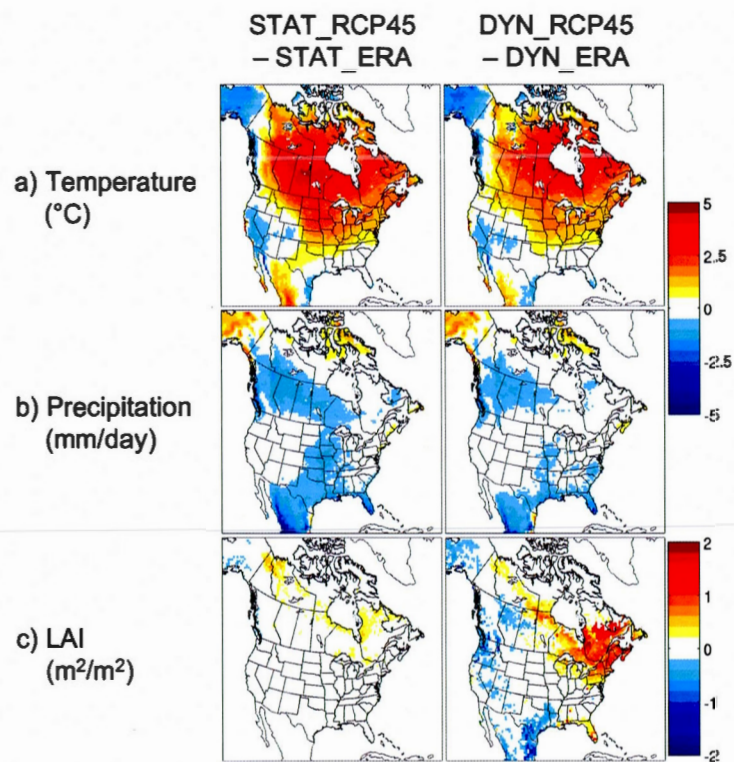 STAT_RCP45
– STAT_ERA
DYN_RCP45
– DYN_ERA
a) Temperature
(°C)
5
2.5
0
-2.5
-5
b) Precipitation
(mm/day)
c) LAI
(m²/m²)
2
1
0
-1
-2